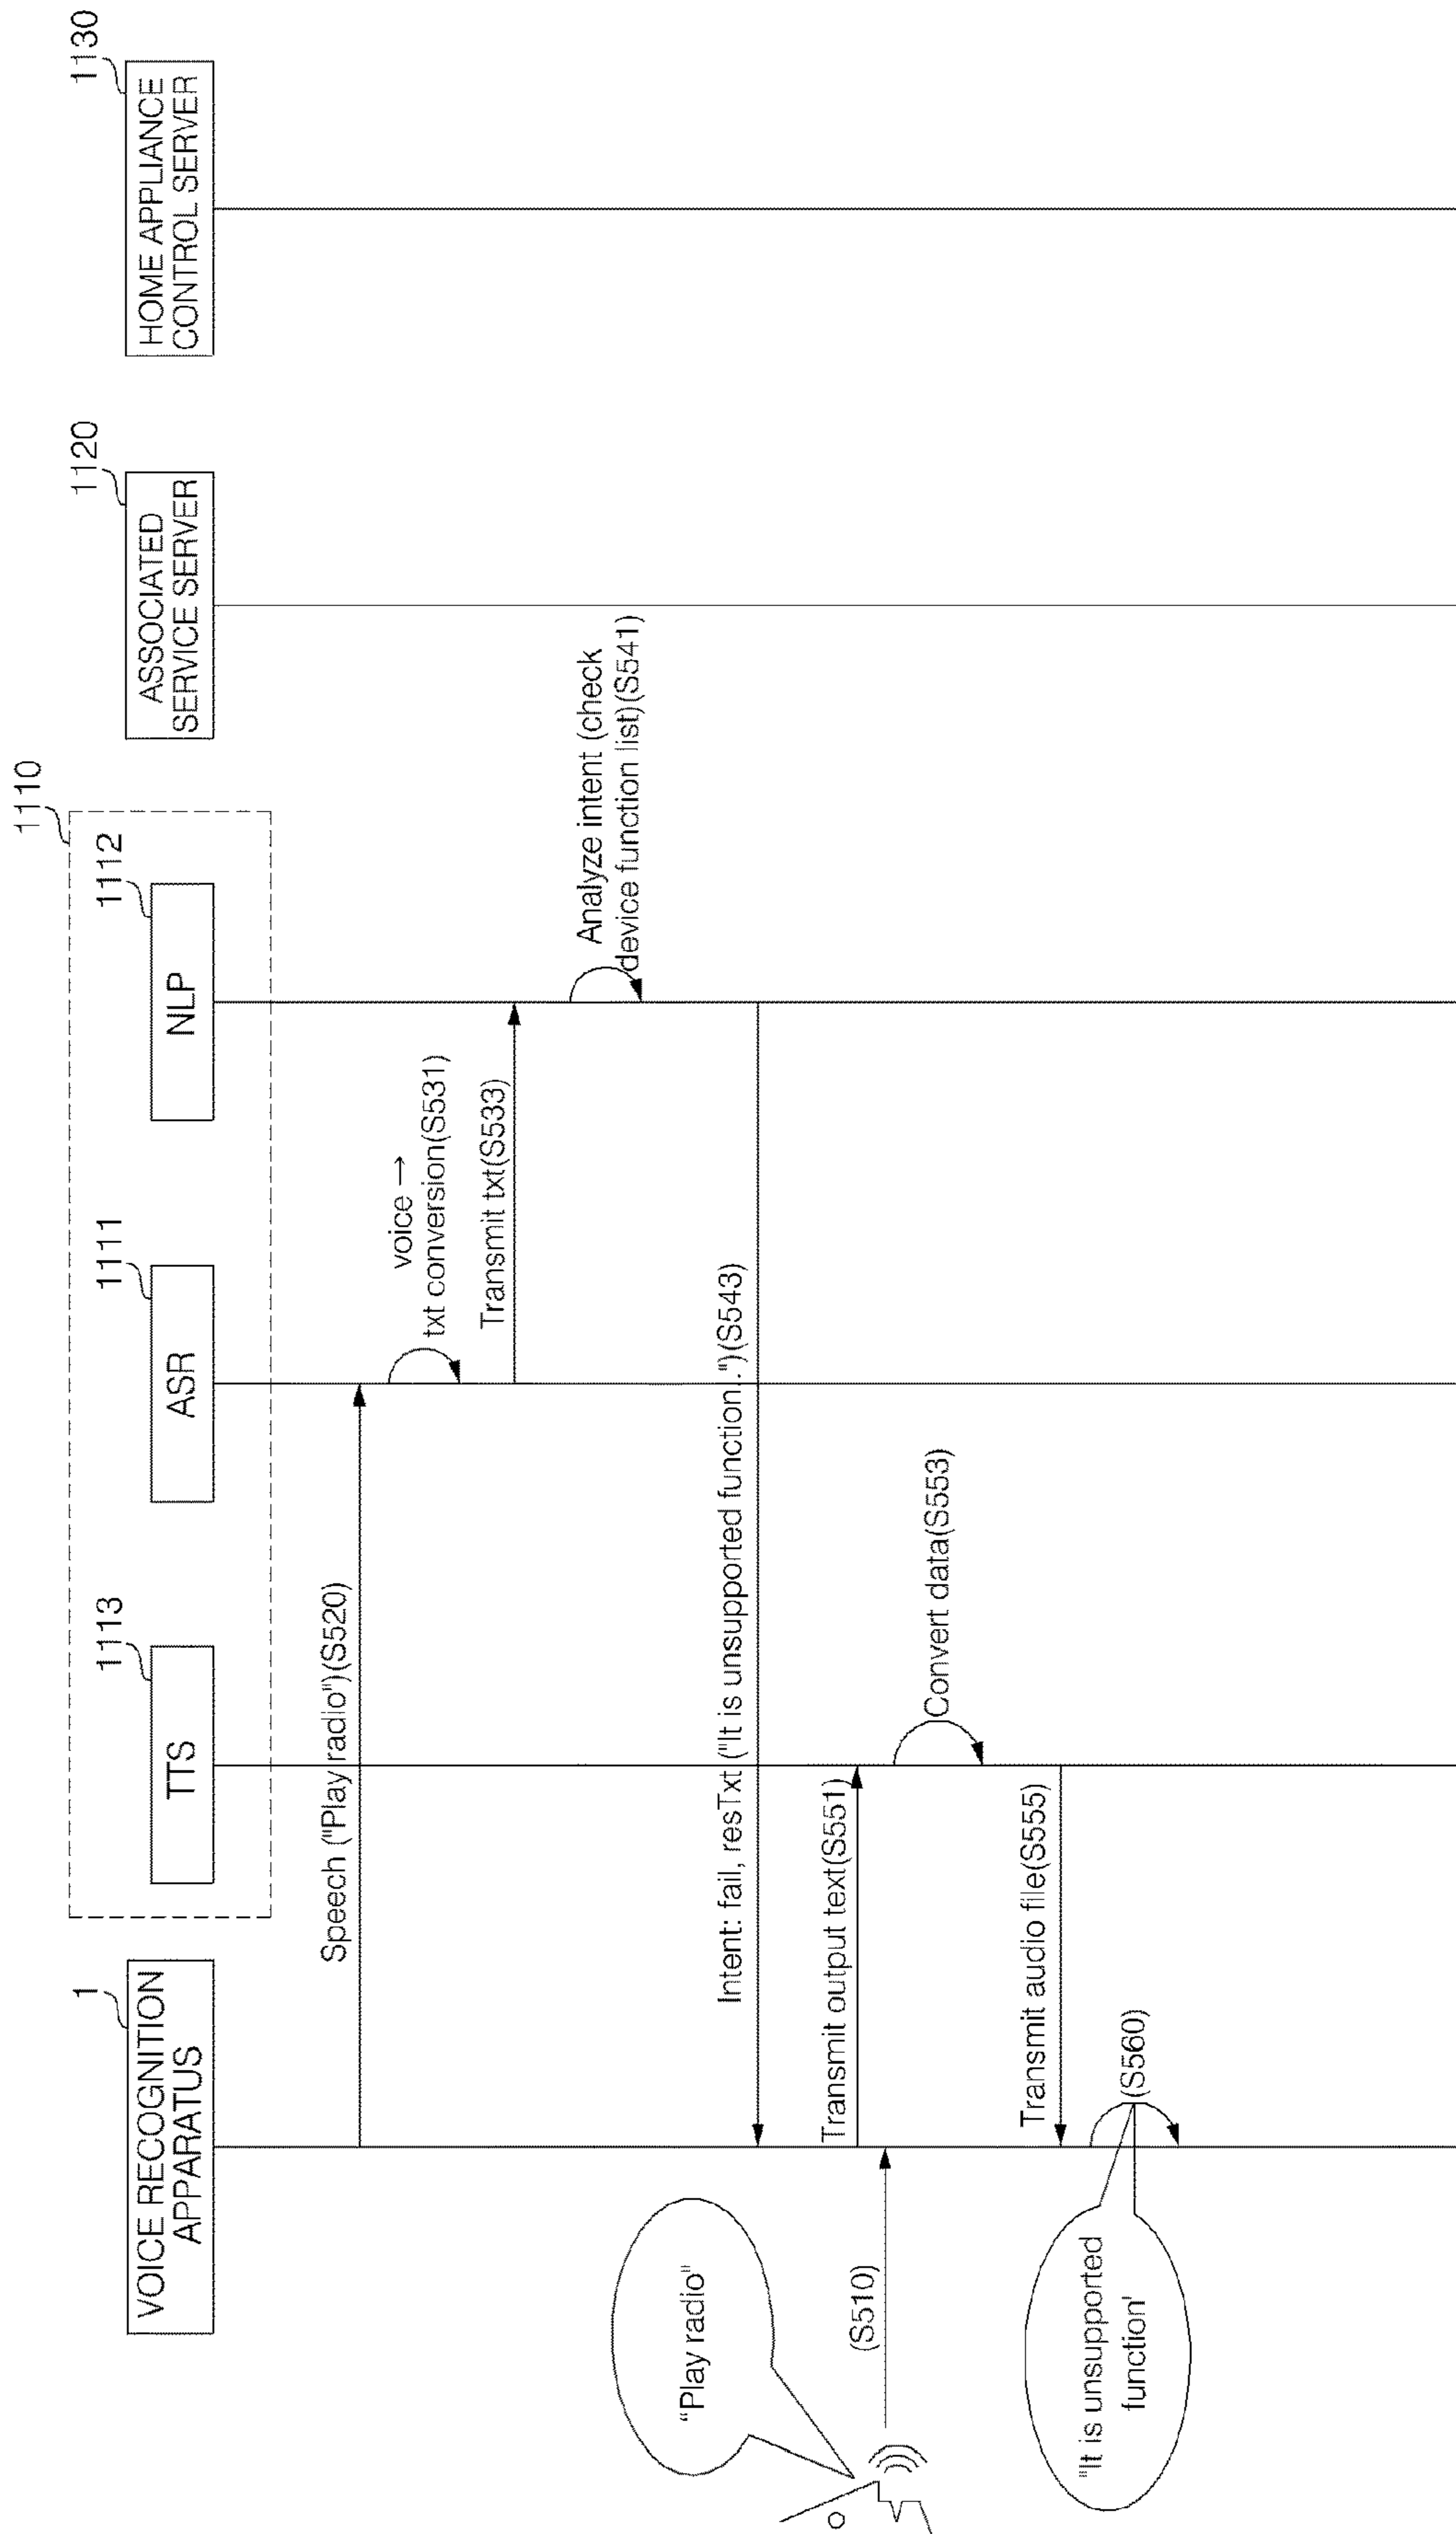 1110
1
1113
1111
1112
1120
1130
VOICE RECOGNITION
APPARATUS
TTS
ASR
NLP
ASSOCIATED
SERVICE SERVER
HOME APPLIANCE
CONTROL SERVER
Speech ("Play radio")(S520)
voice →
txt conversion(S531)
Transmit txt(S533)
Analyze intent (check
device function list)(S541)
"Play radio"
Intent: fail, resTxt ("It is unsupported function..")(S543)
Transmit output text(S551)
(S510)
Convert data(S553)
Transmit audio file(S555)
"It is unsupported
function'
(S560)